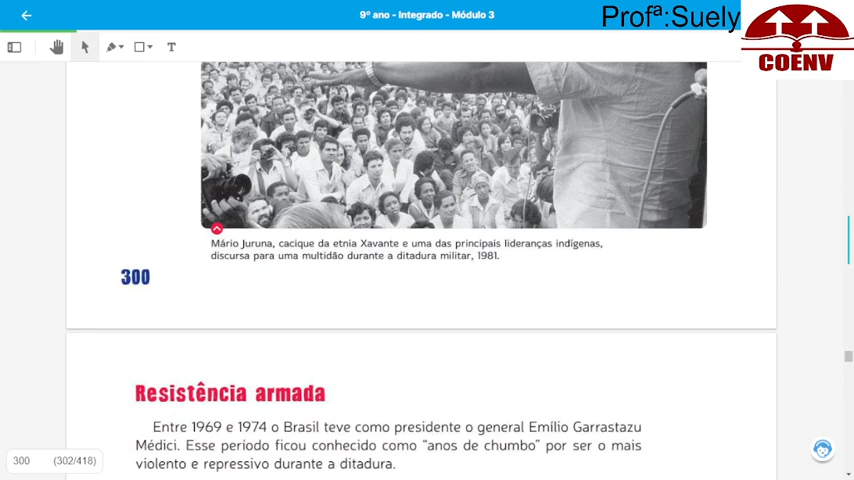 9º ano - Integrado - Módulo 3
Profª:Suely
COENV
T
Mário Juruna, cacique da etnia Xavante e uma das principais lideranças indígenas,
discursa para uma multidão durante a ditadura militar, 1981.
300
Resistência armada
Entre 1969 e 1974 o Brasil teve como presidente o general Emílio Garrastazu
Médici. Esse período ficou conhecido como “anos de chumbo” por ser o mais
violento e repressivo durante a ditadura.
300 (302/418)